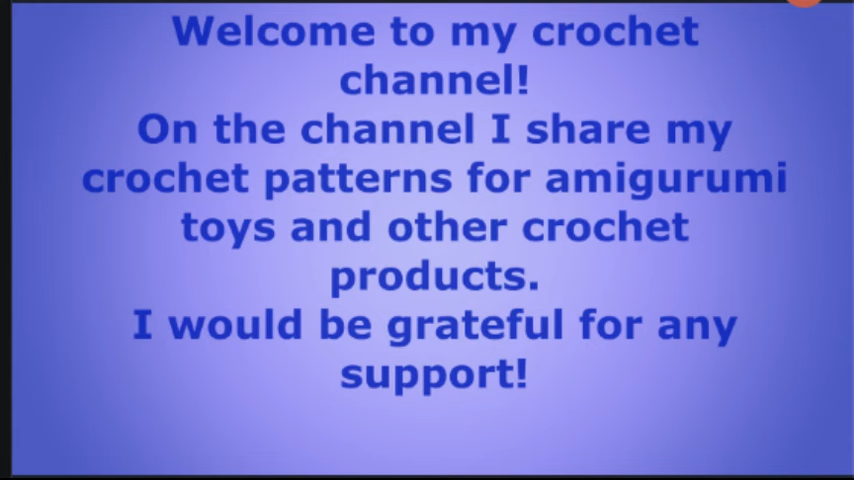 Welcome to my crochet
channel!
On the channel I share my
crochet patterns for amigurumi
toys and other crochet
products.
I would be grateful for any
support!